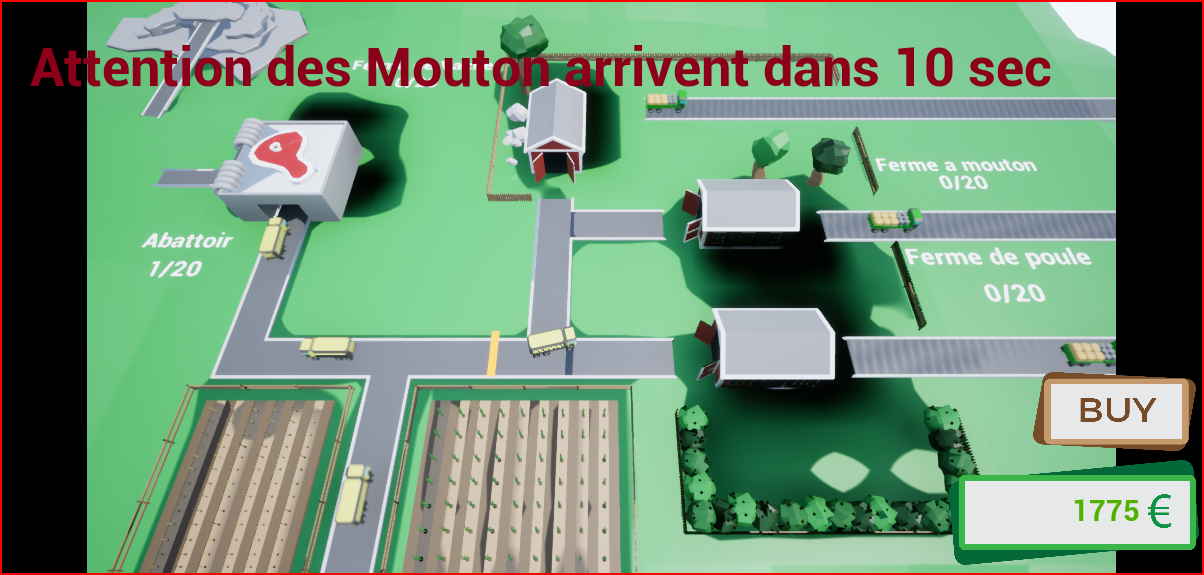 Attention des Mouton arrivent dans 10 sec
Ferme a mouton
0/20
Abattoir
1/20
Ferme de poule
0/20
BUY
1775 €